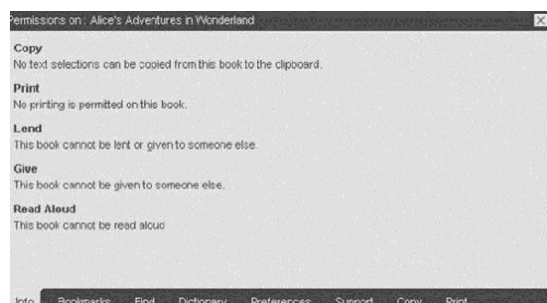 Permissions on : Alice's Adventures in Wonderland
Copy
No text selections can be copied from this book to the clipboard.
Print
No printing is permitted on this book.
Lend
This book cannot be lent or given to someone else.
Give
This book cannot be given to someone else.
Read Aloud
This book cannot be read aloud
Info Bookmarks Find Dictionary Preferences Support Copy Print